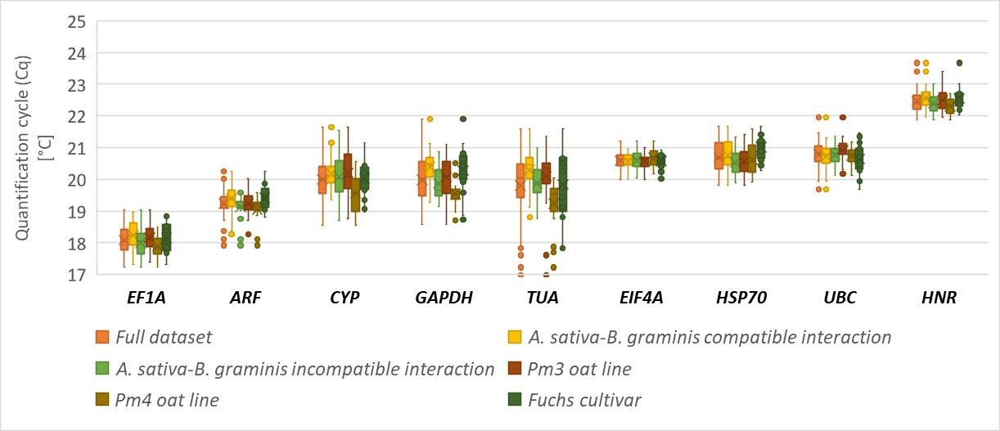 Quantification cycle (Cq)
[°C]
25
24
23
22
21
20
19
18
17
EF1A ARF CYP GAPDH TUA EIF4A HSP70 UBC HNR
Full dataset
A. sativa-B. graminis compatible interaction
A. sativa-B. graminis incompatible interaction
Pm3 oat line
Pm4 oat line
Fuchs cultivar